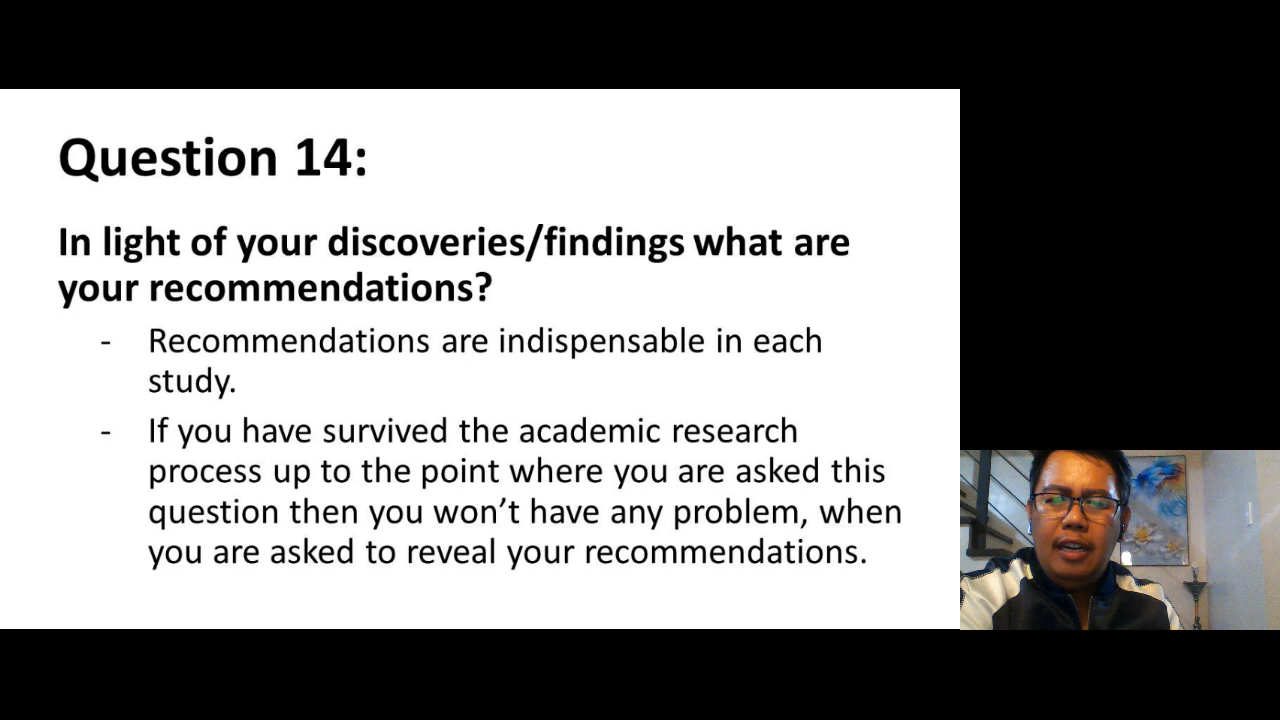 Question 14:
In light of your discoveries/findings what are
your recommendations?
- Recommendations are indispensable in each
study.
- If you have survived the academic research
process up to the point where you are asked this
question then you won’t have any problem, when
you are asked to reveal your recommendations.